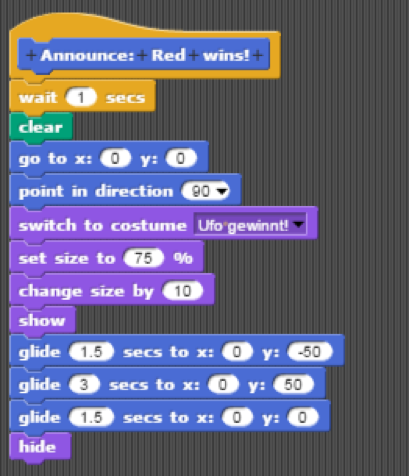 + Announce: + Red + wins! +
wait 1 secs
clear
go to x: 0 y: 0
point in direction 90
switch to costume Ufo gewinnt!
set size to 75 %
change size by 10
show
glide 1.5 secs to x: 0 y: -50
glide 3 secs to x: 0 y: 50
glide 1.5 secs to x: 0 y: 0
hide